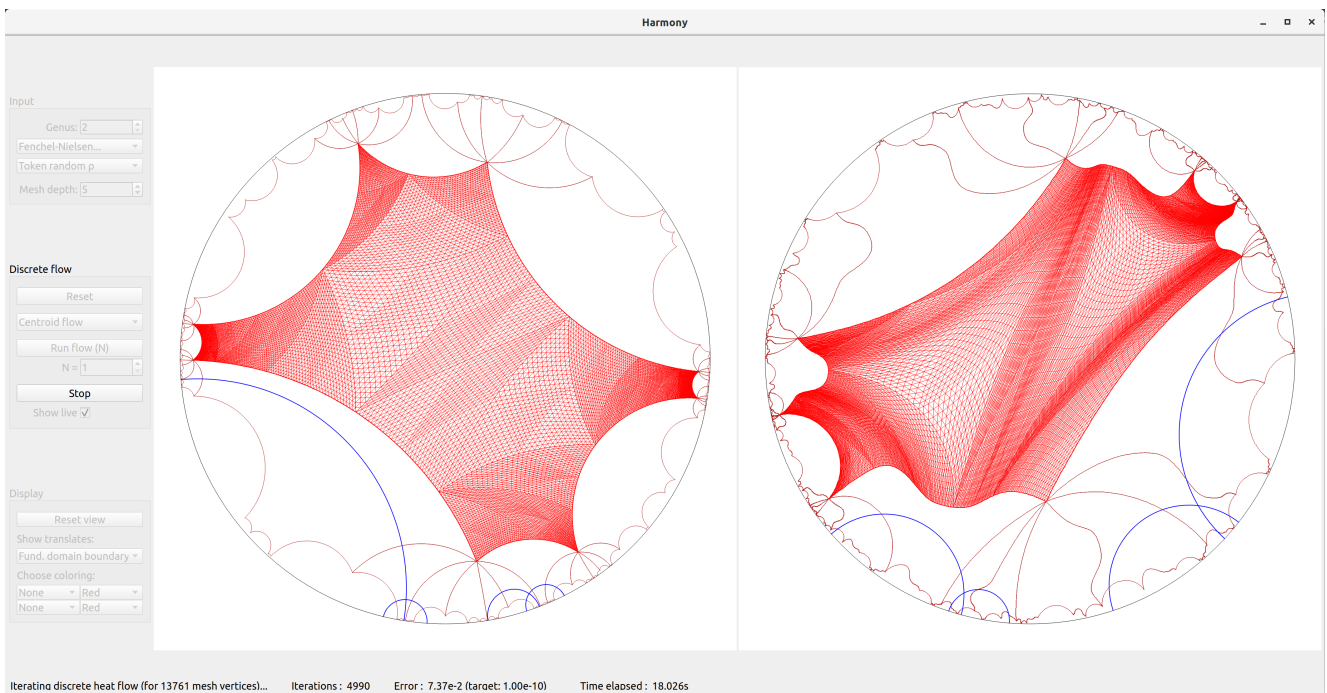 Harmony
Input
Genus: 2
Fenchel-Nielsen...
Token random ρ
Mesh depth: 5
Discrete flow
Reset
Centroid flow
Run flow (N)
N = 1
Stop
Show live
Display
Reset view
Show translates:
Fund. domain boundary
Choose coloring:
None Red
None Red
Iterating discrete heat flow (for 13761 mesh vertices)... Iterations : 4990 Error : 7.37e-2 (target: 1.00e-10) Time elapsed : 18.026s